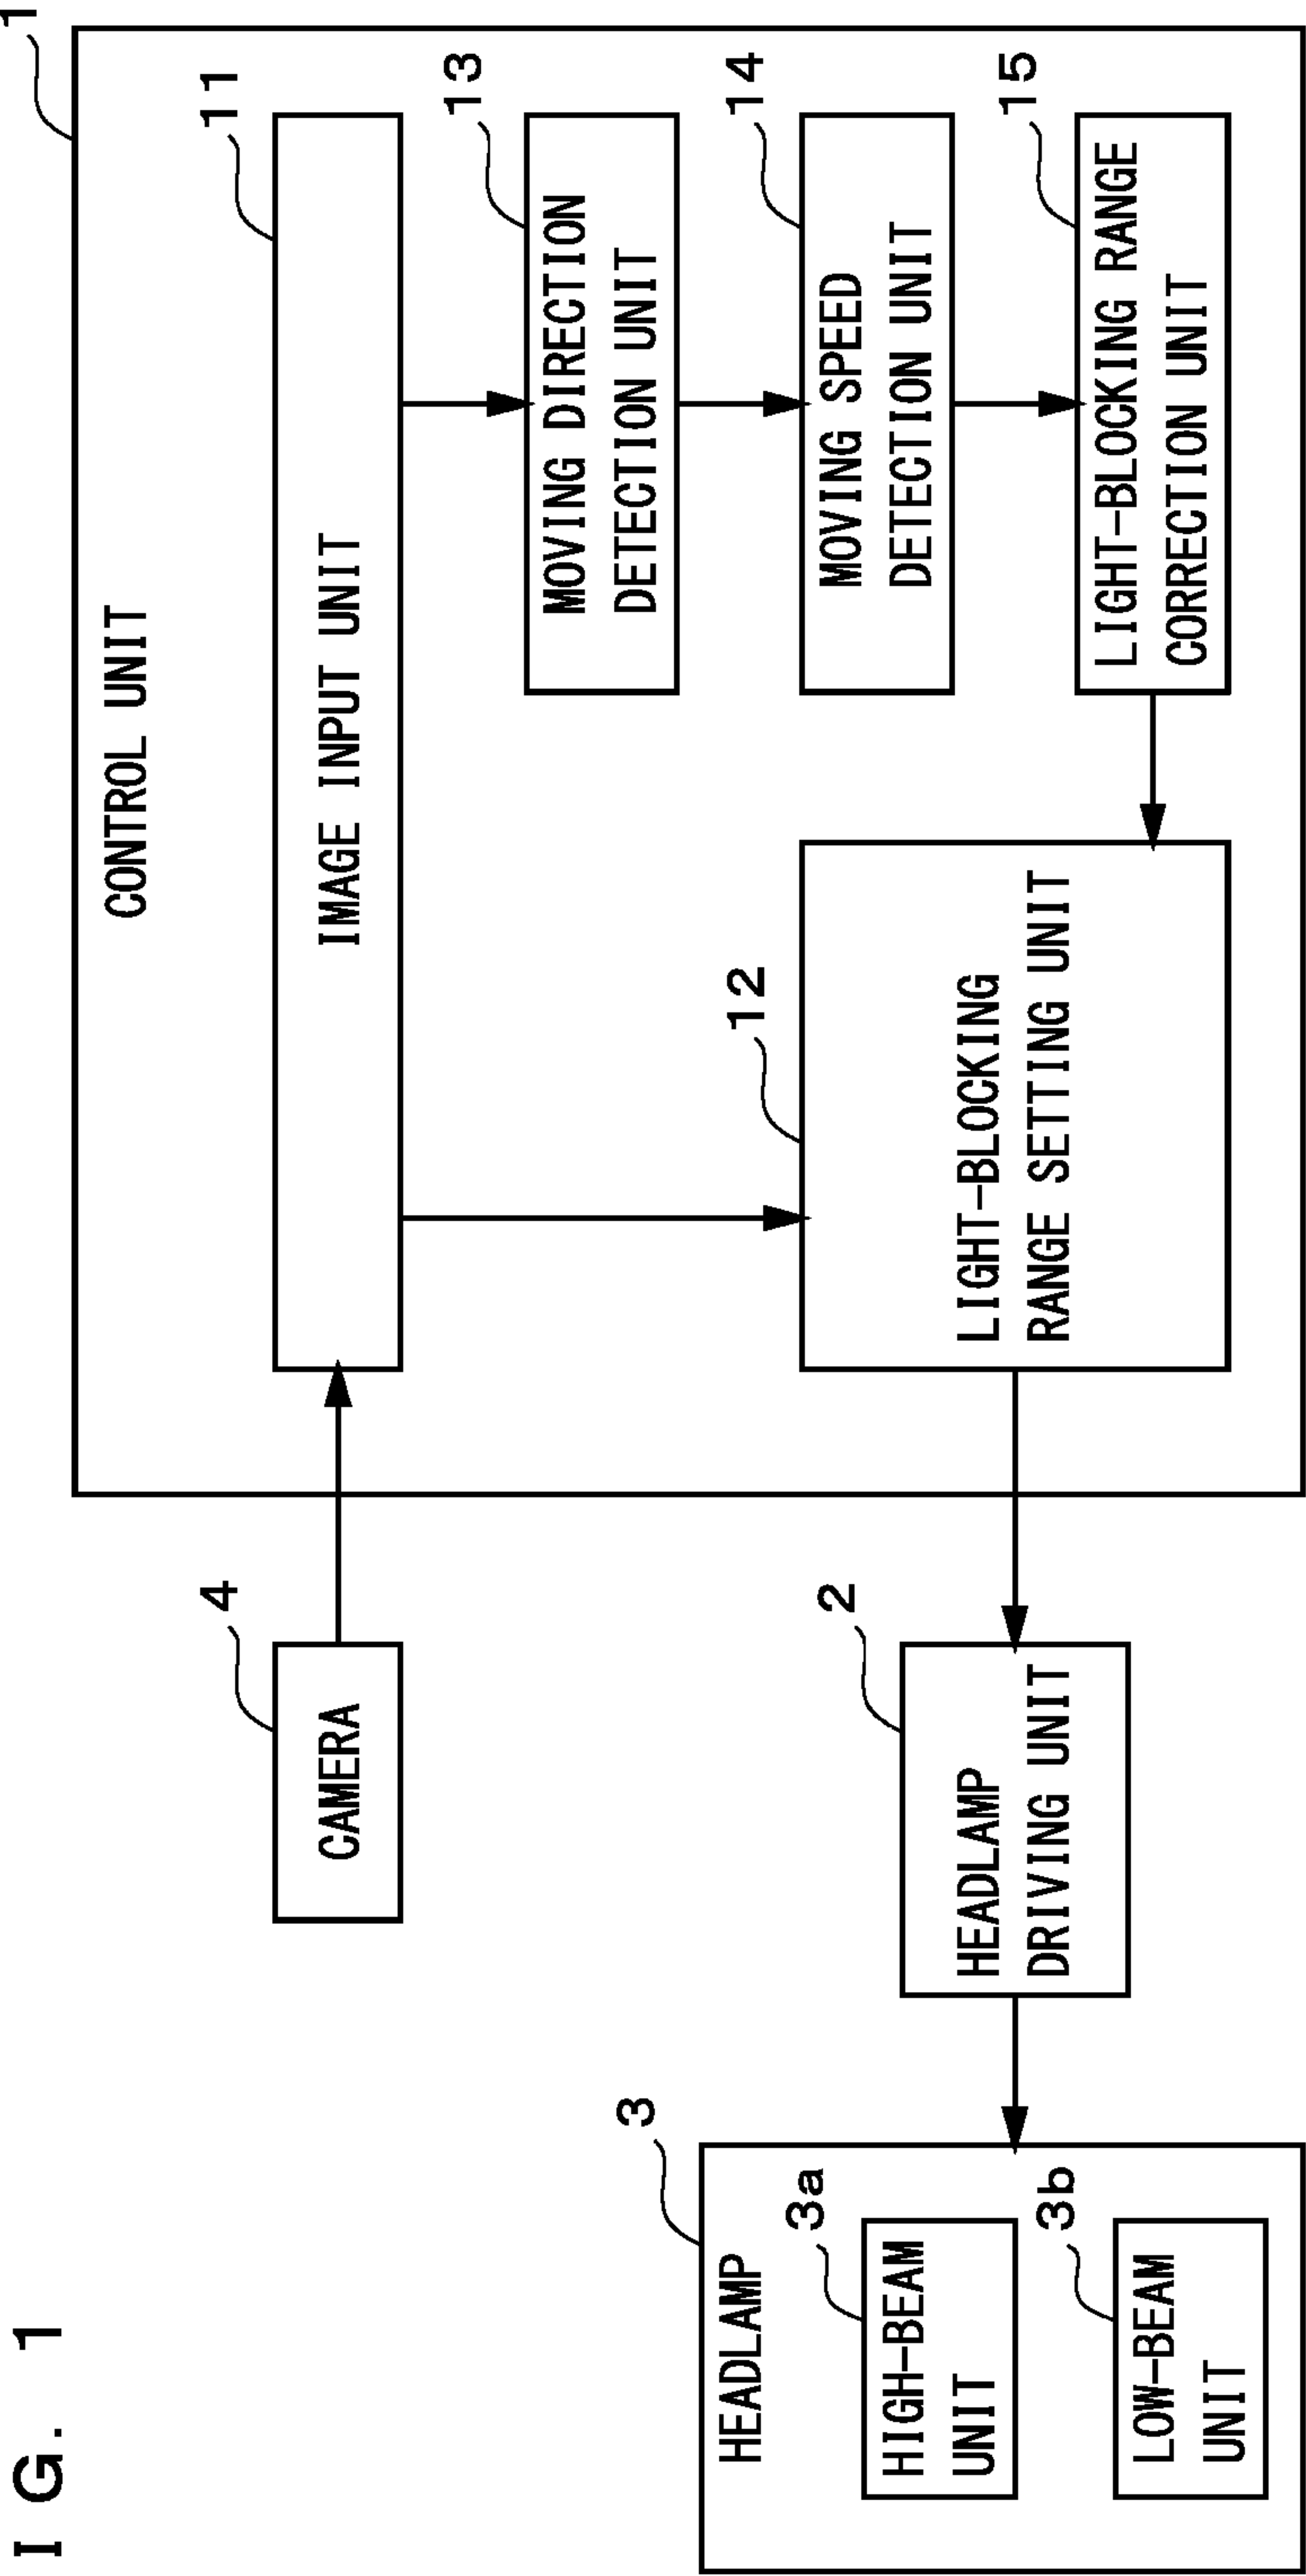 I G. 1
1
CONTROL UNIT
11
IMAGE INPUT UNIT
13
MOVING DIRECTION
DETECTION UNIT
14
MOVING SPEED
DETECTION UNIT
15
LIGHT-BLOCKING RANGE
CORRECTION UNIT
12
LIGHT-BLOCKING
RANGE SETTING UNIT
4
CAMERA
2
HEADLAMP
DRIVING UNIT
3
HEADLAMP
3a
HIGH-BEAM
UNIT
3b
LOW-BEAM
UNIT